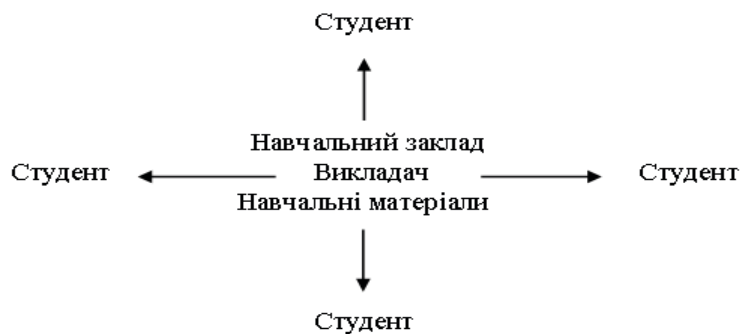 Студент
Навчальний заклад
Студент Викладач Студент
Навчальні матеріали
Студент